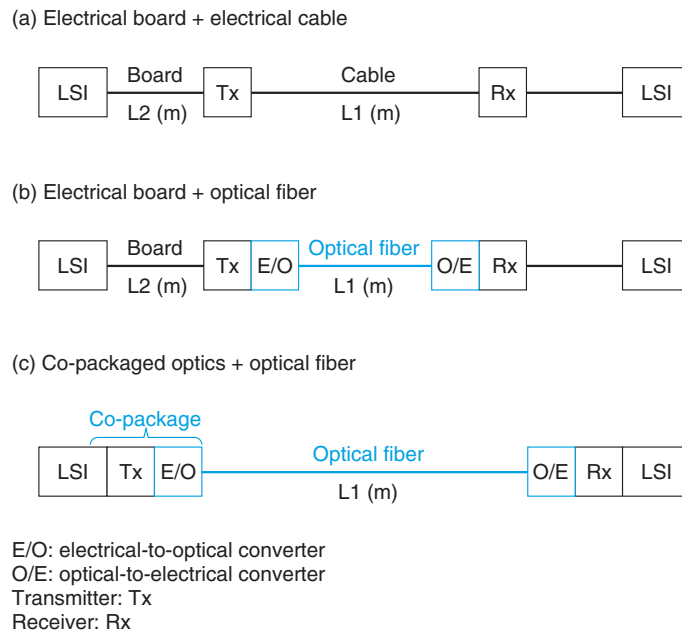 (a) Electrical board + electrical cable
Board Cable
LSI Tx Rx LSI
L2 (m) L1 (m)
(b) Electrical board + optical fiber
Board Optical fiber
LSI Tx E/O O/E Rx LSI
L2 (m) L1 (m)
(c) Co-packaged optics + optical fiber
Co-package
Optical fiber
LSI Tx E/O O/E Rx LSI
L1 (m)
E/O: electrical-to-optical converter
O/E: optical-to-electrical converter
Transmitter: Tx
Receiver: Rx